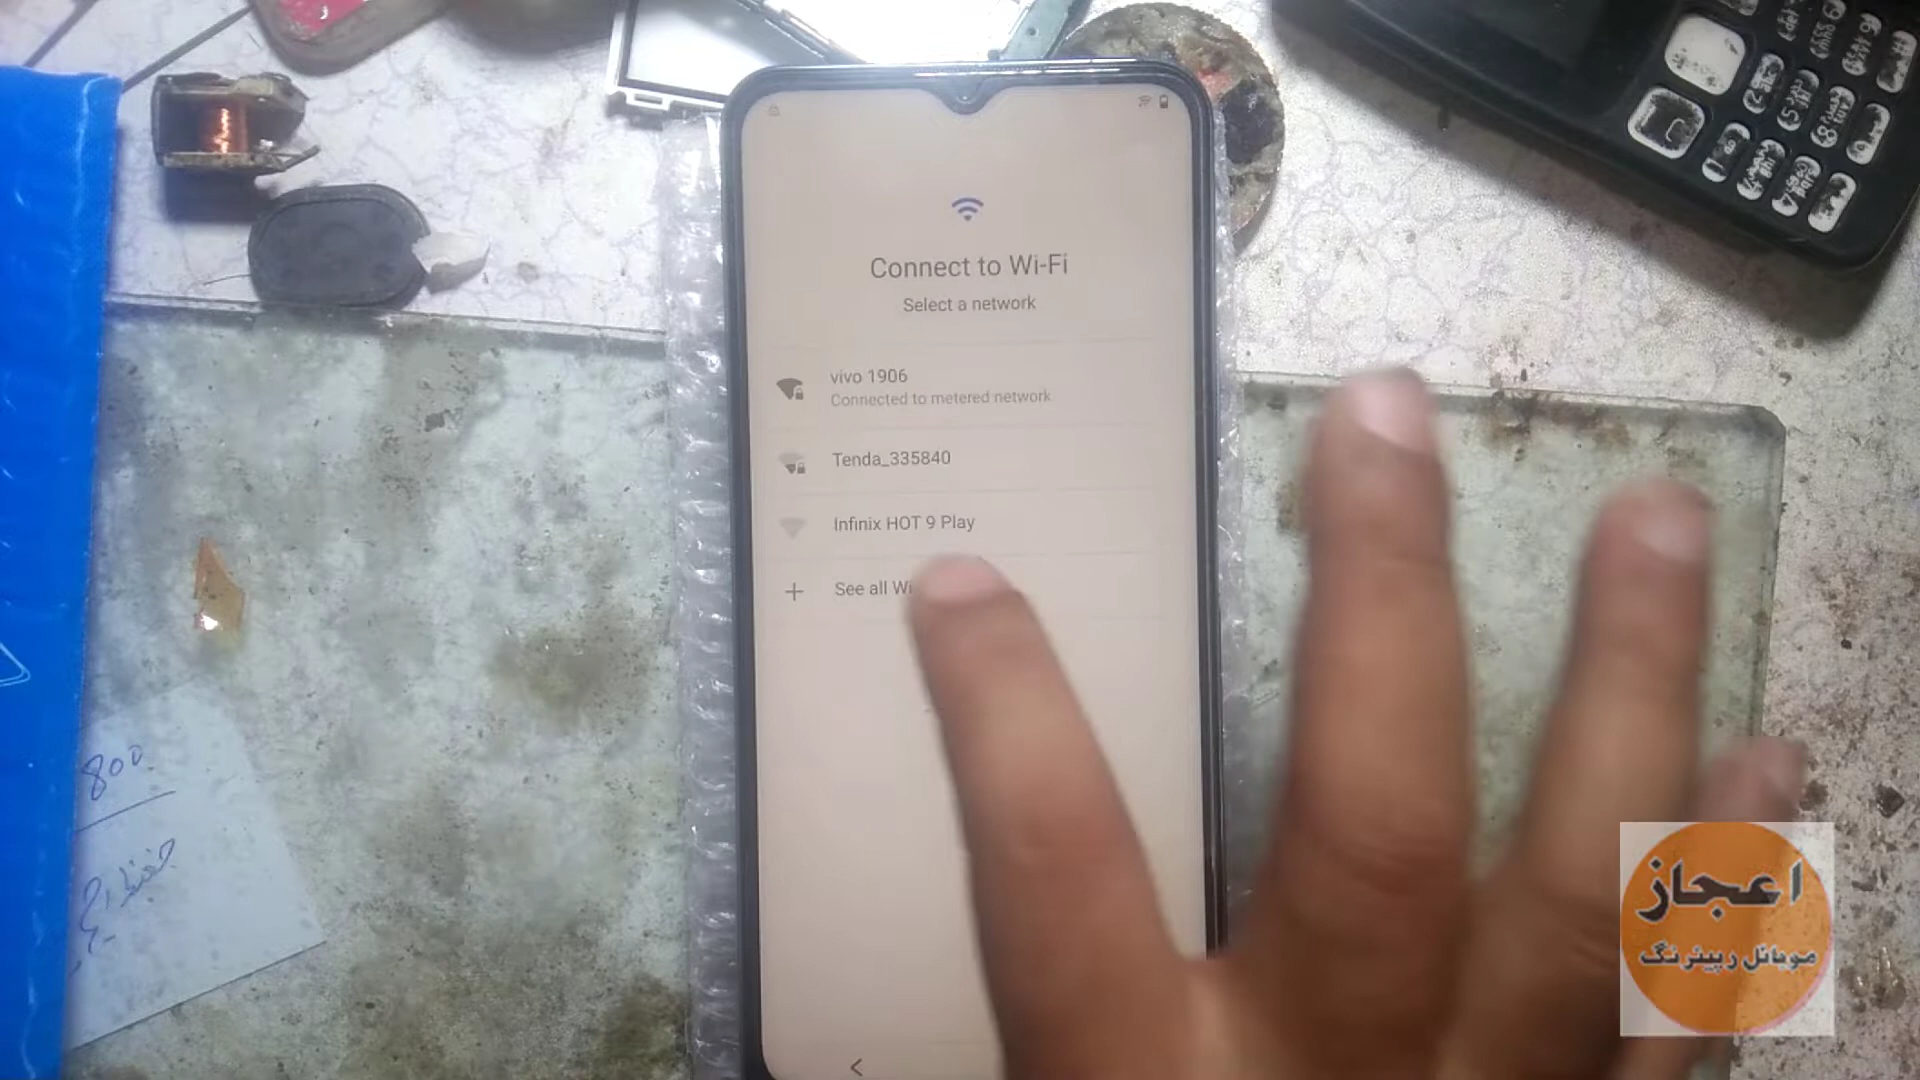 Connect to Wi-Fi
Select a network
vivo 1906
Connected to metered network
Tenda_335840
Infinix HOT 9 Play
See all Wi
800
اعجاز
موبائل ریپئرنگ